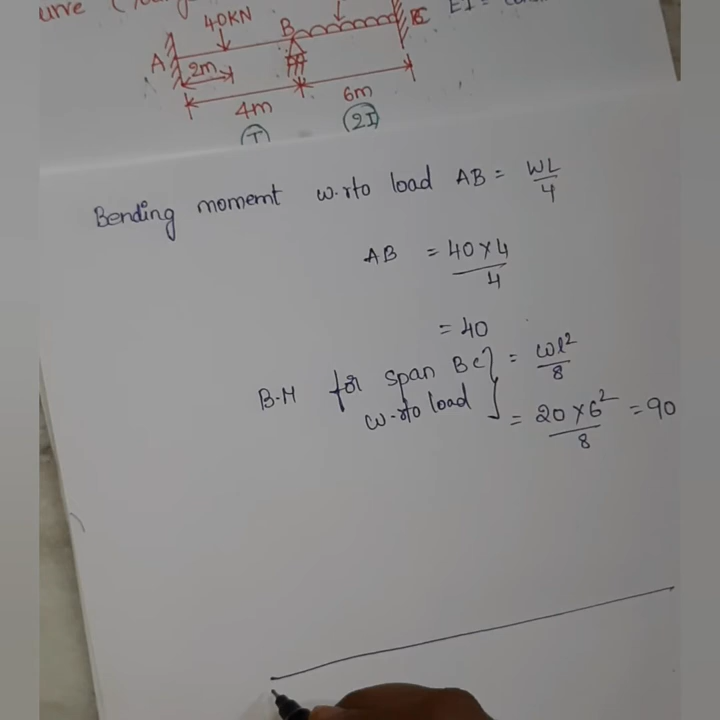 40KN
A B C
2m
4m 6m
I 2I
Bending moment w.r.to load AB = WL/4
AB = 40×4/4
= 40
B.M for span BC w.r.to load } = ωl²/8
= 20×6²/8 = 90